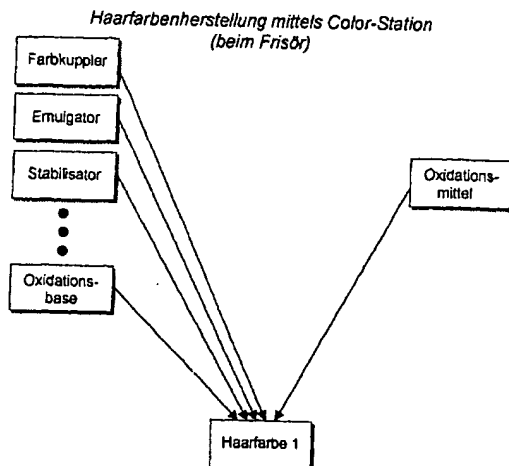 Haarfarbenherstellung mittels Color-Station
(beim Frisör)
Farbkuppler
Emulgator
Stabilisator
Oxidations-
base
Oxidations-
mittel
Haarfarbe 1